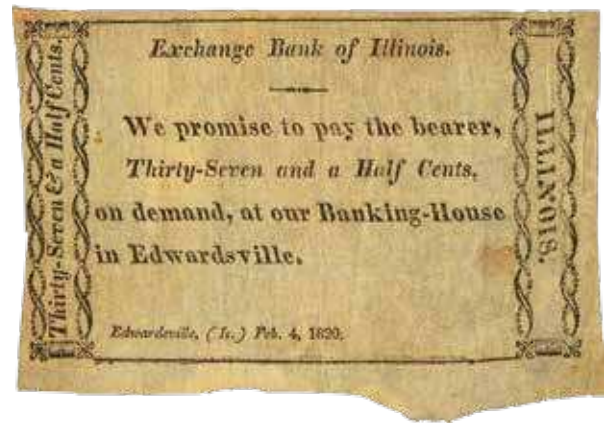 Exchange Bank of Illinois.
We promise to pay the bearer,
Thirty-Seven and a Half Cents,
on demand, at our Banking-House
in Edwardsville.
Edwardsville, (Is.) Feb. 4, 1820.
Thirty-Seven & a Half Cents.
ILLINOIS.